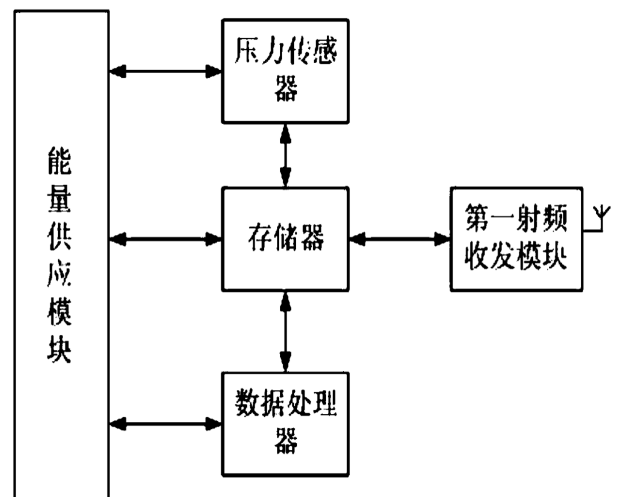 压力传感
器
能
量
供
应
模
块
存储器
第一射频
收发模块
数据处理
器